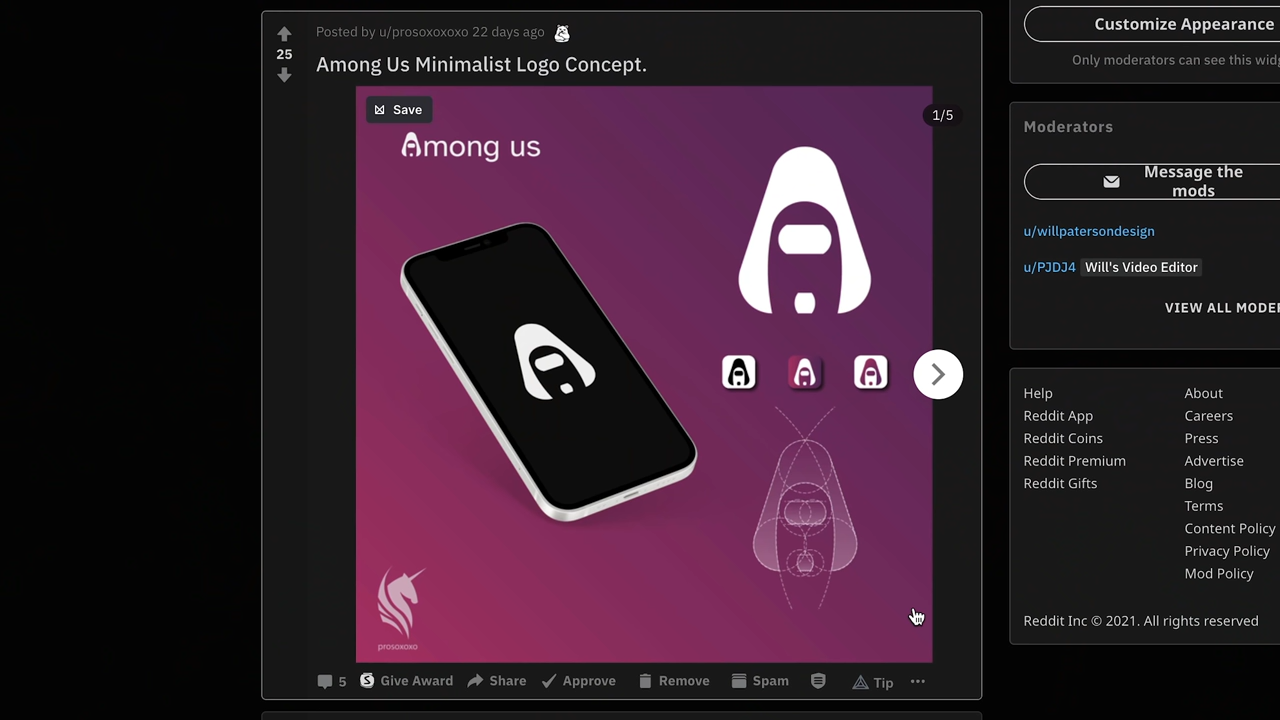 Posted by u/prosoxoxoxo 22 days ago
25
Among Us Minimalist Logo Concept.
Save
1/5
Among us
prosoxoxo
5
Give Award
Share
Approve
Remove
Spam
Tip
Customize Appearance
Only moderators can see this widg
Moderators
Message the
mods
u/willpatersondesign
u/PJDJ4 Will's Video Editor
VIEW ALL MODER
Help
Reddit App
Reddit Coins
Reddit Premium
Reddit Gifts
About
Careers
Press
Advertise
Blog
Terms
Content Policy
Privacy Policy
Mod Policy
Reddit Inc © 2021. All rights reserved